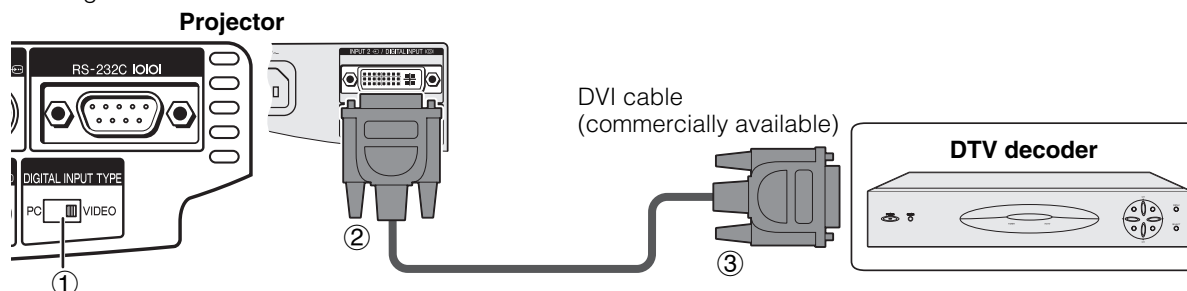 Projector
RS-232C IOIOI
INPUT 2 / DIGITAL INPUT
DVI cable
(commercially available)
DTV decoder
DIGITAL INPUT TYPE
PC VIDEO
①
②
③